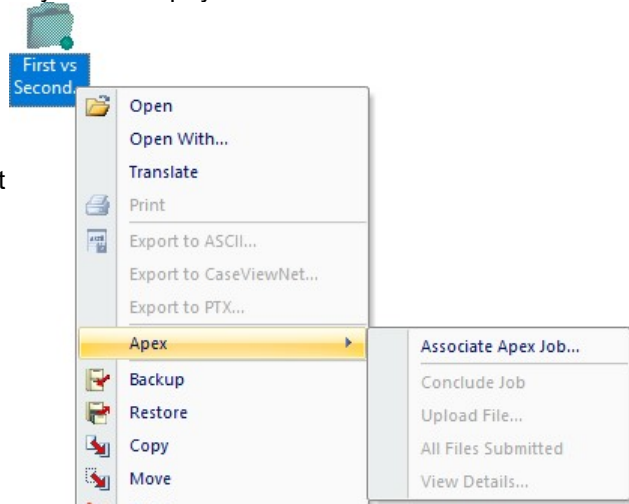 First vs
Second.
Open
Open With...
Translate
t
Print
Export to ASCII...
Export to CaseViewNet...
Export to PTX...
Apex
Associate Apex Job...
Backup
Conclude Job
Restore
Upload File...
Copy
All Files Submitted
Move
View Details...